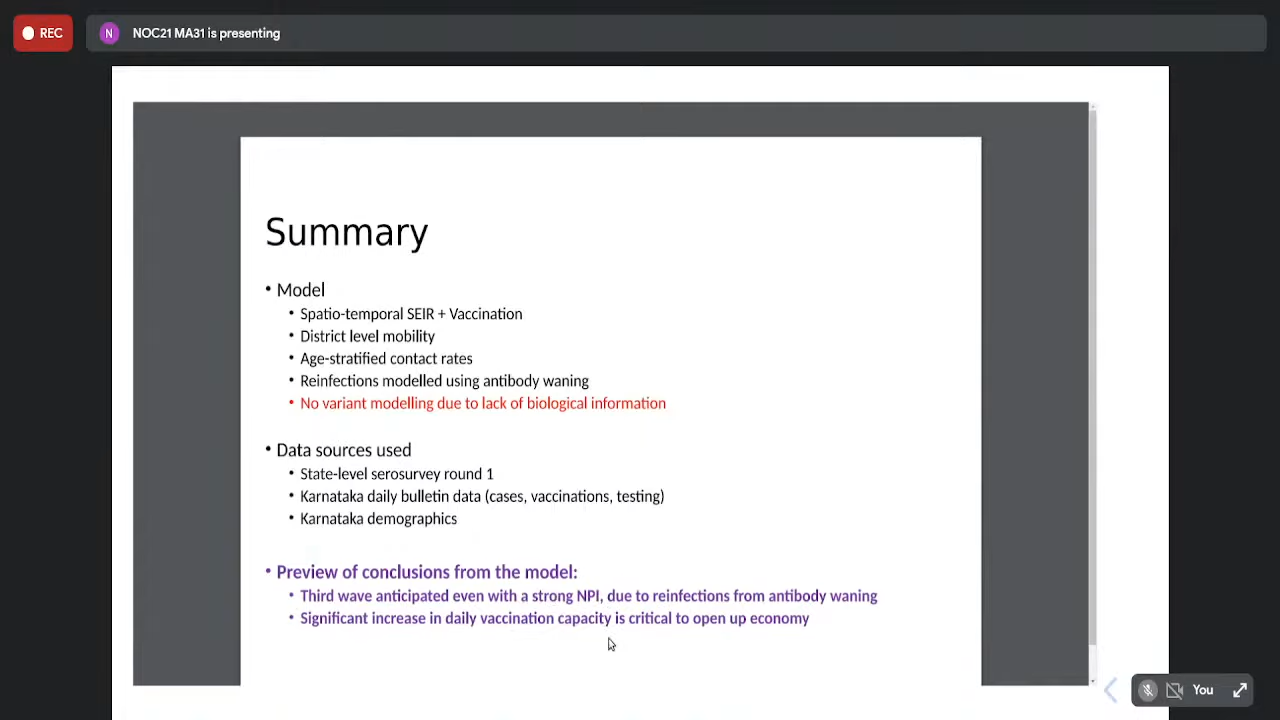 REC
N
NOC21 MA31 is presenting
Summary
• Model
• Spatio-temporal SEIR + Vaccination
• District level mobility
• Age-stratified contact rates
• Reinfections modelled using antibody waning
• No variant modelling due to lack of biological information
• Data sources used
• State-level serosurvey round 1
• Karnataka daily bulletin data (cases, vaccinations, testing)
• Karnataka demographics
• Preview of conclusions from the model:
• Third wave anticipated even with a strong NPI, due to reinfections from antibody waning
• Significant increase in daily vaccination capacity is critical to open up economy
You